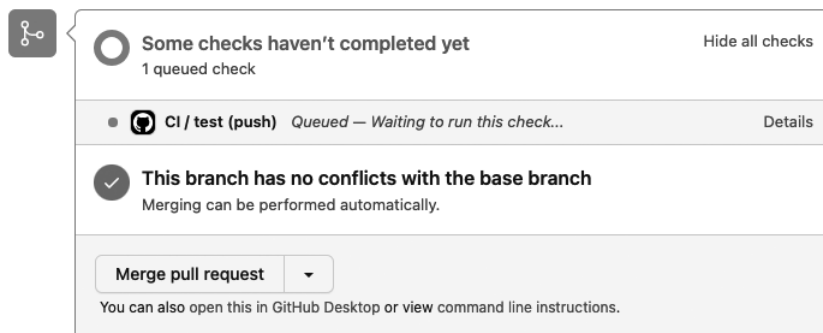 Some checks haven't completed yet
Hide all checks
1 queued check
CI / test (push) Queued — Waiting to run this check...
Details
This branch has no conflicts with the base branch
Merging can be performed automatically.
Merge pull request
You can also open this in GitHub Desktop or view command line instructions.